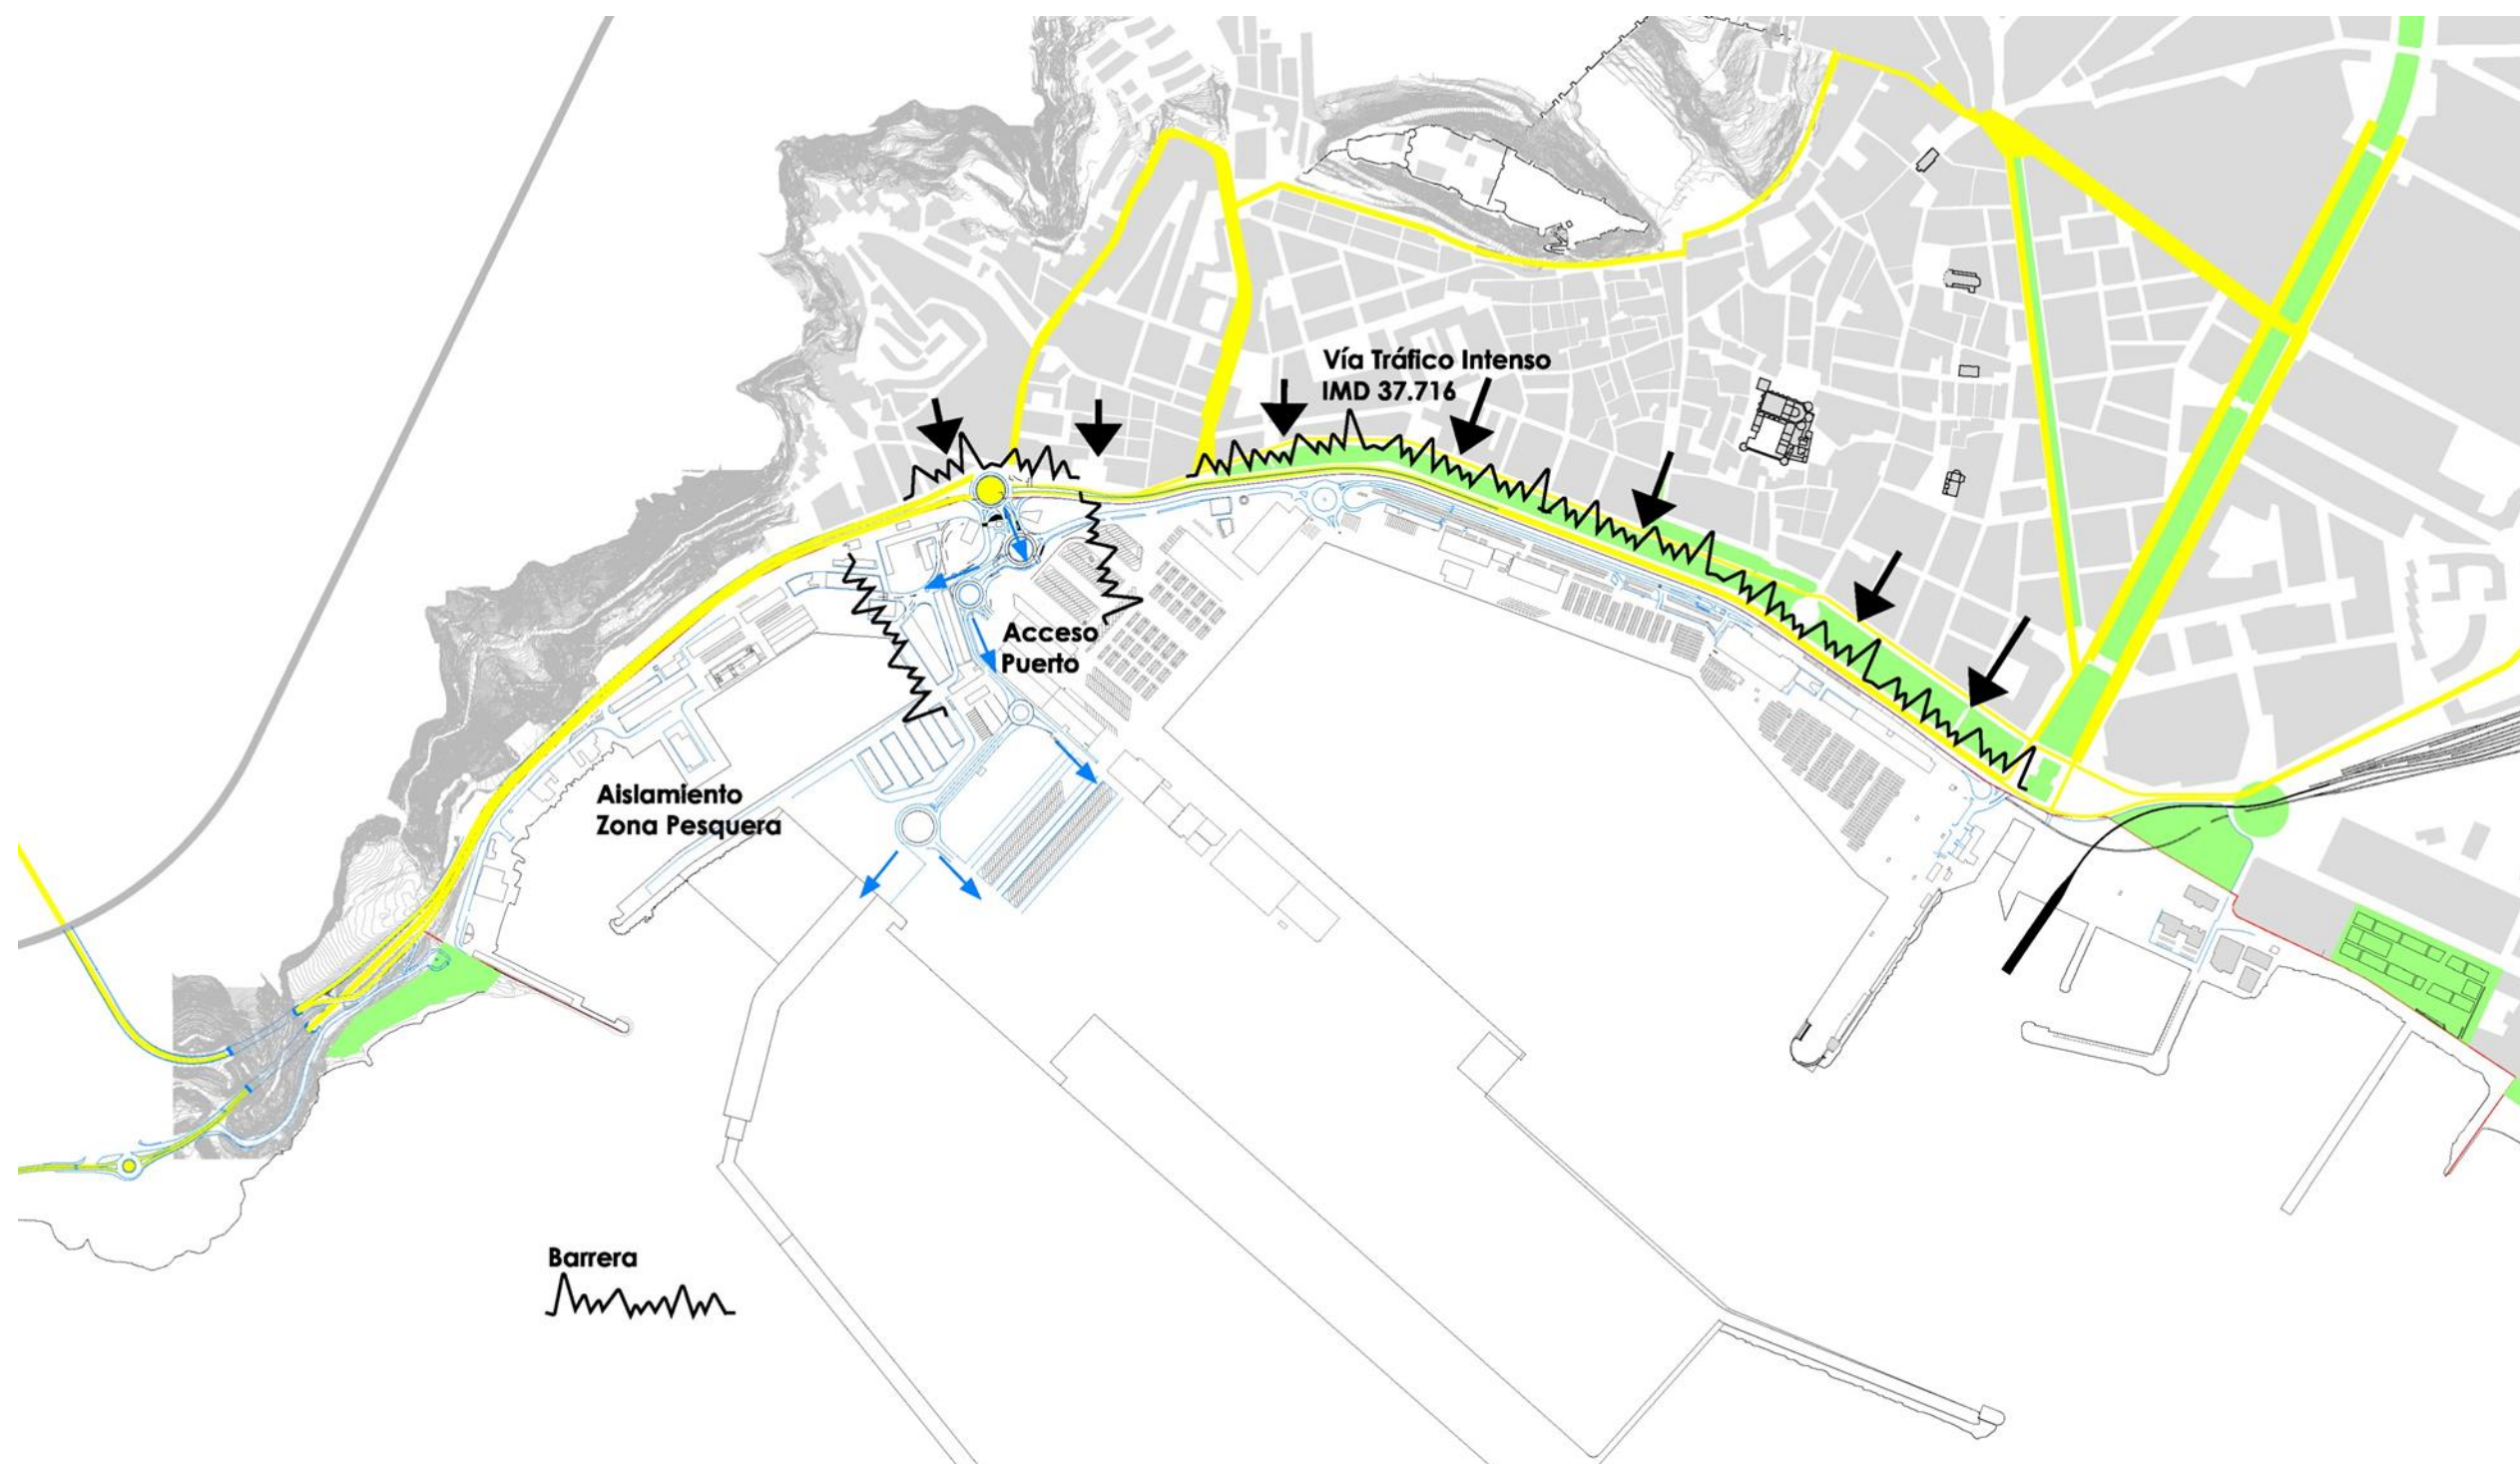 Vía Tráfico Intenso
IMD 37.716
Acceso
Puerto
Aislamiento
Zona Pesquera
Barrera